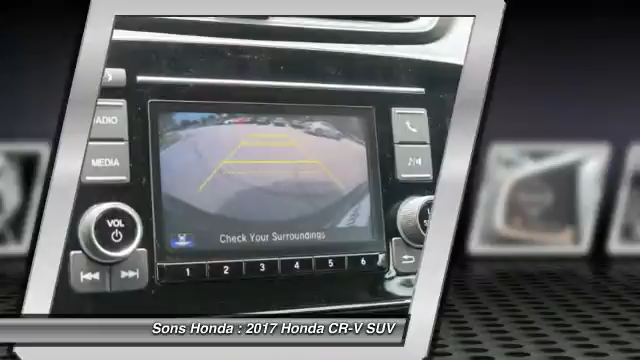 ADIO
MEDIA
VOL
Check Your Surroundings
1 2 3 4 5 6
Sons Honda : 2017 Honda CR-V SUV